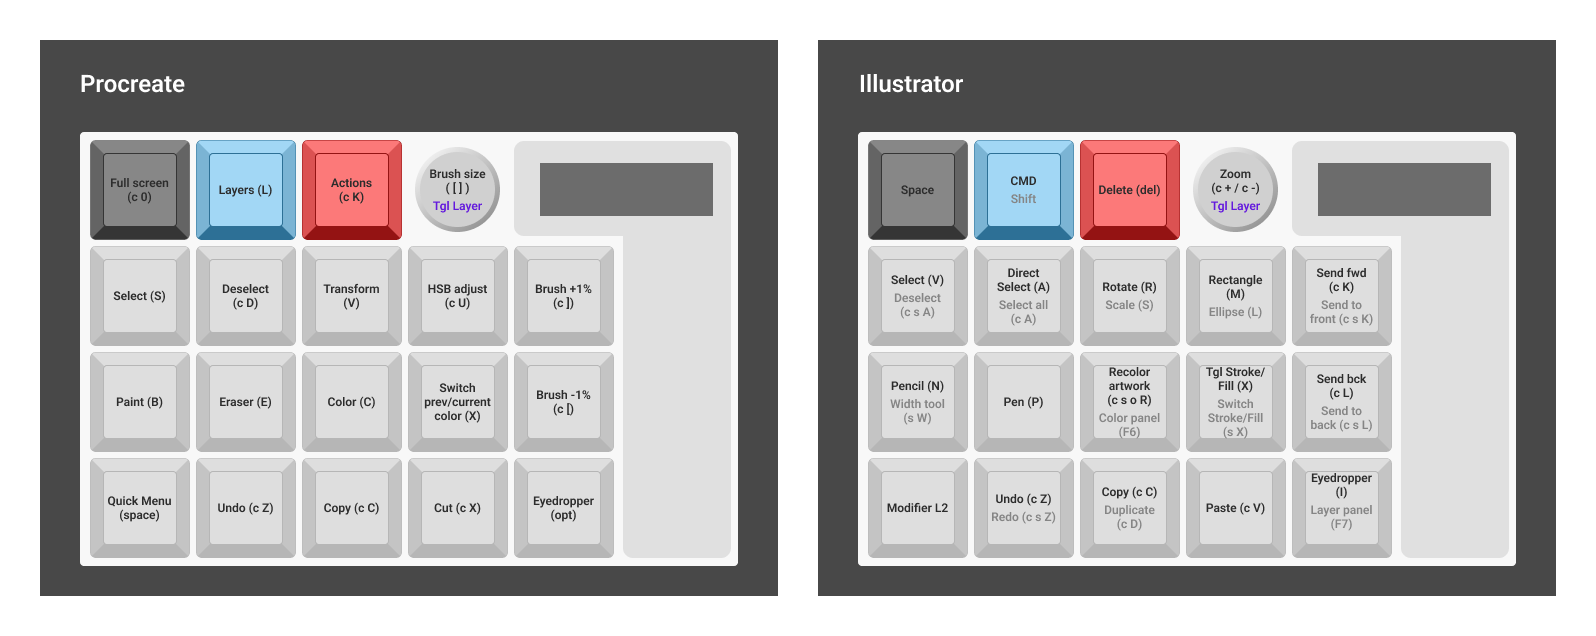 Procreate
Full screen
(c 0)
Layers (L)
Actions
(c K)
Brush size
( [ ] )
Tgl Layer
Select (S)
Deselect
(c D)
Transform
(V)
HSB adjust
(c U)
Brush +1%
(c ])
Paint (B)
Eraser (E)
Color (C)
Switch
prev/current
color (X)
Brush -1%
(c [)
Quick Menu
(space)
Undo (c Z)
Copy (c C)
Cut (c X)
Eyedropper
(opt)
Illustrator
Space
CMD
Shift
Delete (del)
Zoom
(c + / c -)
Tgl Layer
Select (V)
Deselect
(c s A)
Direct
Select (A)
Select all
(c A)
Rotate (R)
Scale (S)
Rectangle
(M)
Ellipse (L)
Send fwd
(c K)
Send to
front (c s K)
Pencil (N)
Width tool
(s W)
Pen (P)
Recolor
artwork
(c s o R)
Color panel
(F6)
Tgl Stroke/
Fill (X)
Switch
Stroke/Fill
(s X)
Send bck
(c L)
Send to
back (c s L)
Modifier L2
Undo (c Z)
Redo (c s Z)
Copy (c C)
Duplicate
(c D)
Paste (c V)
Eyedropper
(I)
Layer panel
(F7)